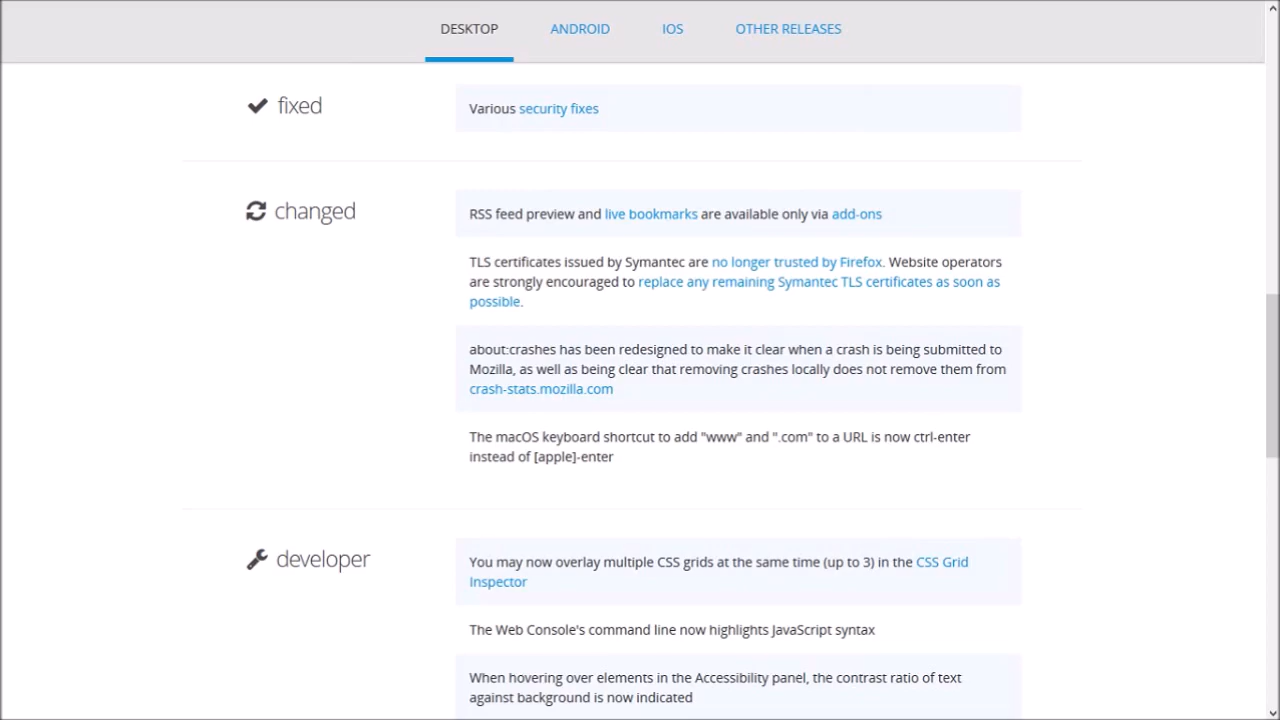 DESKTOP ANDROID IOS OTHER RELEASES
fixed
Various security fixes
changed
RSS feed preview and live bookmarks are available only via add-ons
TLS certificates issued by Symantec are no longer trusted by Firefox. Website operators
are strongly encouraged to replace any remaining Symantec TLS certificates as soon as
possible.
about:crashes has been redesigned to make it clear when a crash is being submitted to
Mozilla, as well as being clear that removing crashes locally does not remove them from
crash-stats.mozilla.com
The macOS keyboard shortcut to add "www" and ".com" to a URL is now ctrl-enter
instead of [apple]-enter
developer
You may now overlay multiple CSS grids at the same time (up to 3) in the CSS Grid
Inspector
The Web Console's command line now highlights JavaScript syntax
When hovering over elements in the Accessibility panel, the contrast ratio of text
against background is now indicated